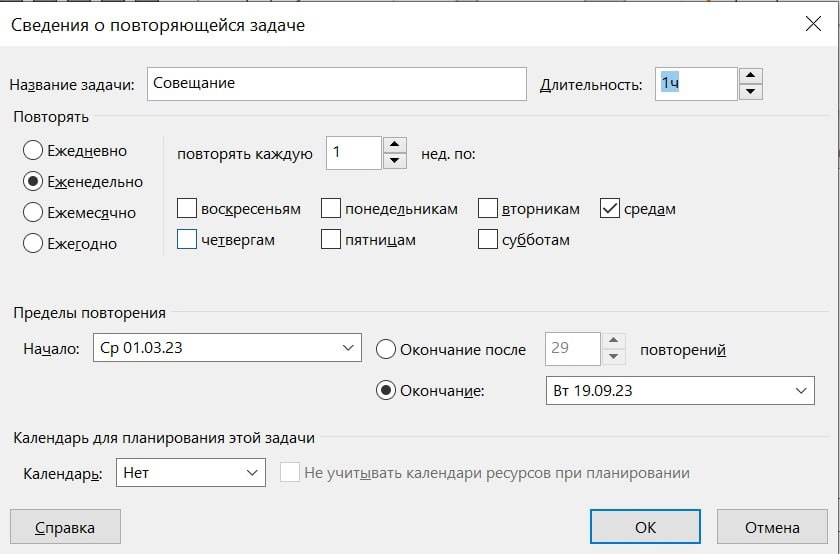 Сведения о повторяющейся задаче
Название задачи: Совещание Длительность: 1ч
Повторять
Ежедневно повторять каждую 1 нед. по:
Еженедельно
Ежемесячно воскресеньям понедельникам вторникам средам
Ежегодно четвергам пятницам субботам
Пределы повторения
Начало: Ср 01.03.23 Окончание после 29 повторений
Окончание: Вт 19.09.23
Календарь для планирования этой задачи
Календарь: Нет Не учитывать календари ресурсов при планировании
Справка ОК Отмена